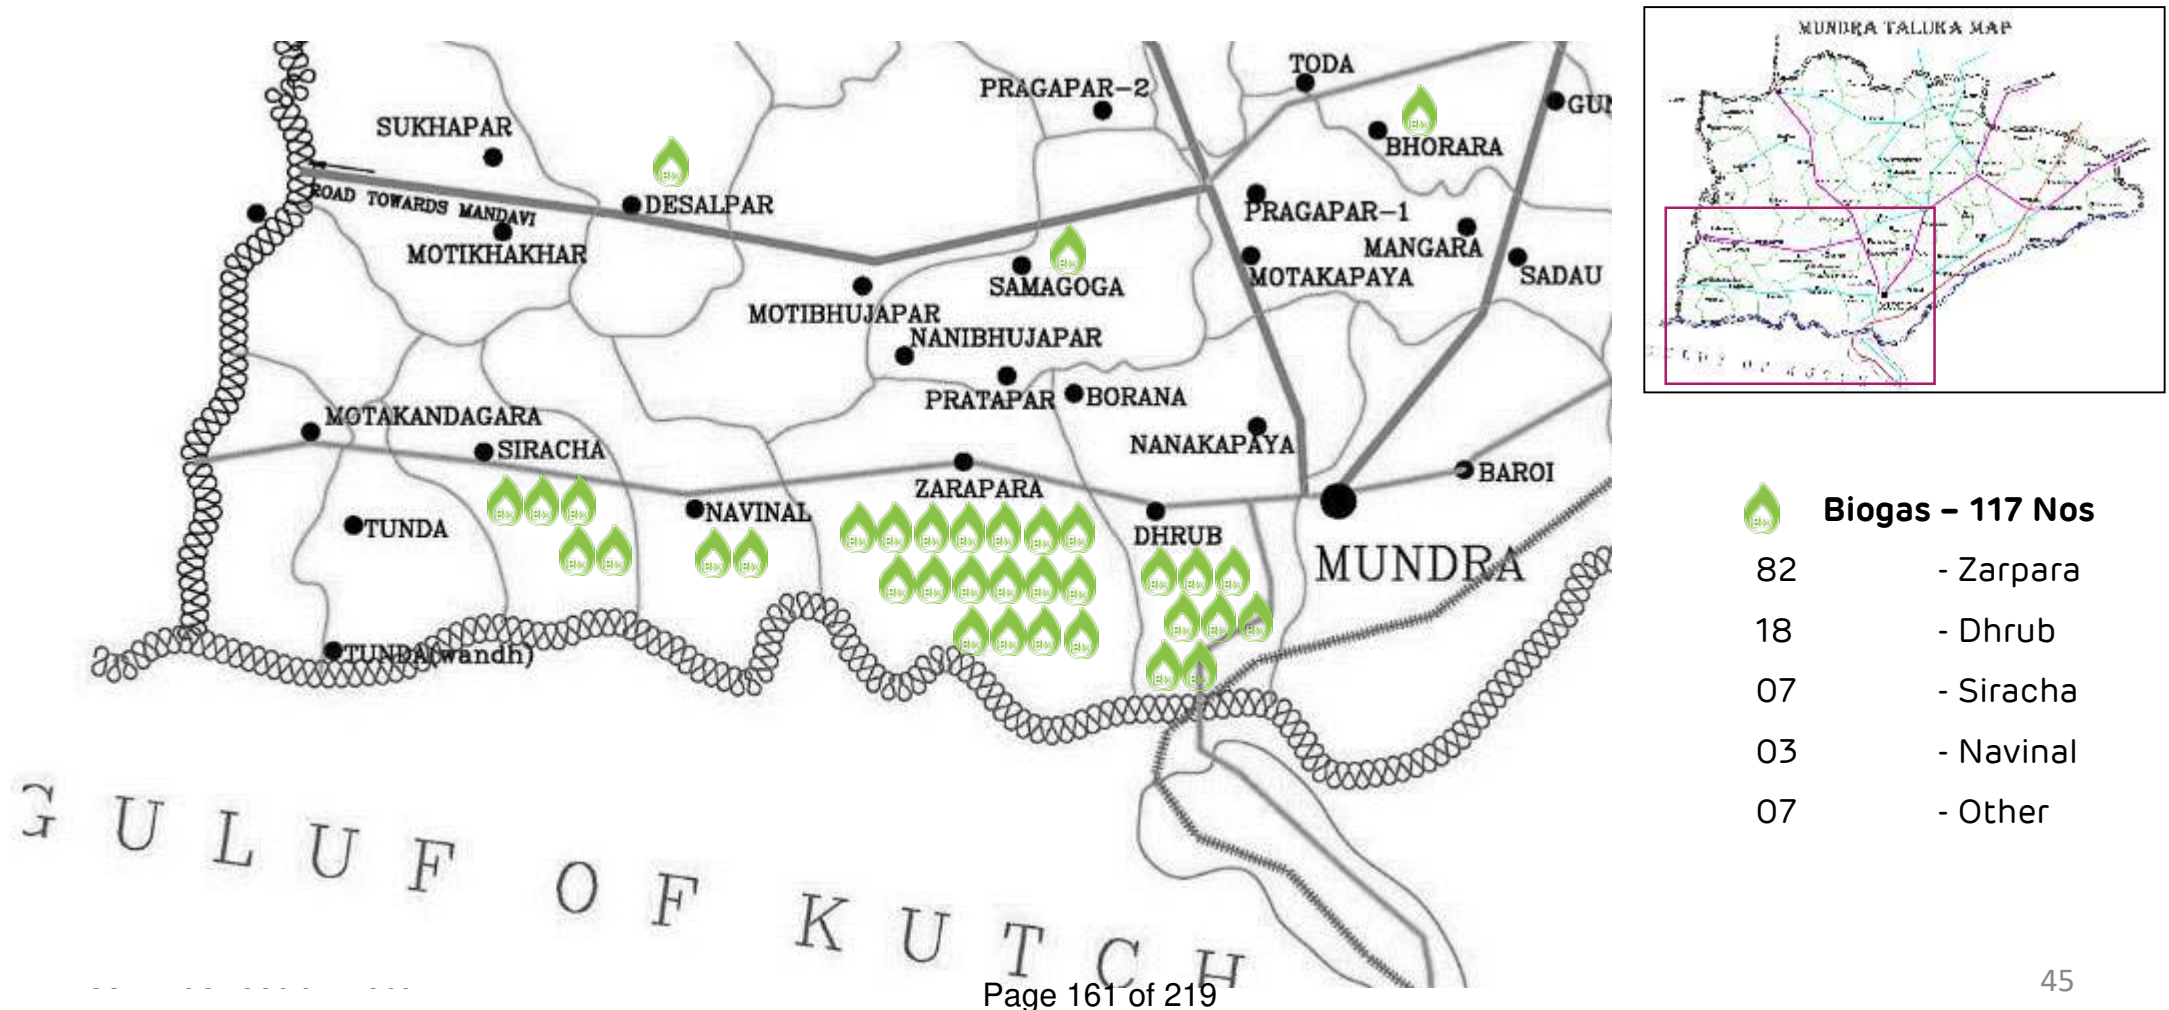 MUNDRA TALUKA MAP
TODA
PRAGAPAR-2
GUN
SUKHAPAR
BHORARA
ROAD TOWARDS MANDAVI
DESALPAR
PRAGAPAR-1
MANGARA
MOTIKHAKHAR
SAMAGOGA
MOTAKAPAYA
SADAU
MOTIBHUJAPAR
NANIBHUJAPAR
PRATAPAR
BORANA
MOTAKANDAGARA
SIRACHA
NANAKAPAYA
BAROI
ZARAPARA
NAVINAL
TUNDA
DHRUB
MUNDRA
TUNDA(wandh)
GULUF OF KUTCH
Biogas – 117 Nos
82 - Zarpara
18 - Dhrub
07 - Siracha
03 - Navinal
07 - Other
Page 161 of 219
45